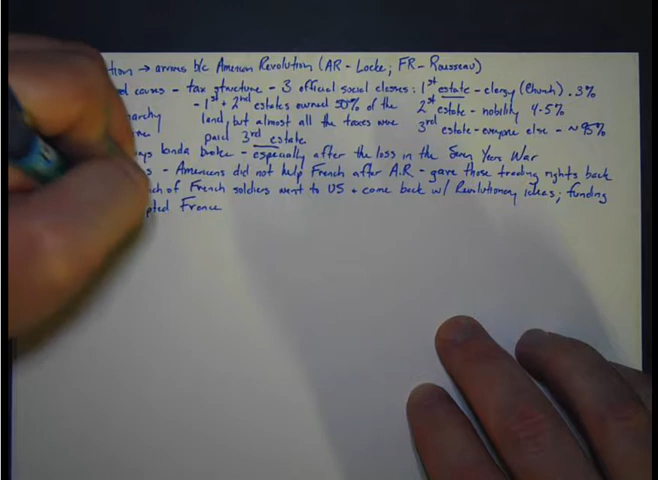 tion → arrives b/c American Revolution (AR - Locke; FR - Rousseau)
causes - tax structure - 3 official social classes: 1st estate - clergy (Church) .3%
- 1st + 2nd estates owned 50% of the 2nd estate - nobility 4-5%
land, but almost all the taxes were 3rd estate - everyone else - ~95%
paid 3rd estate
kinda broke - especially after the loss in the Seven Years War
- Americans did not help French after A.R - gave those trading rights back
of French soldiers went to US + come back w/ Revolutionary ideas; funding
France